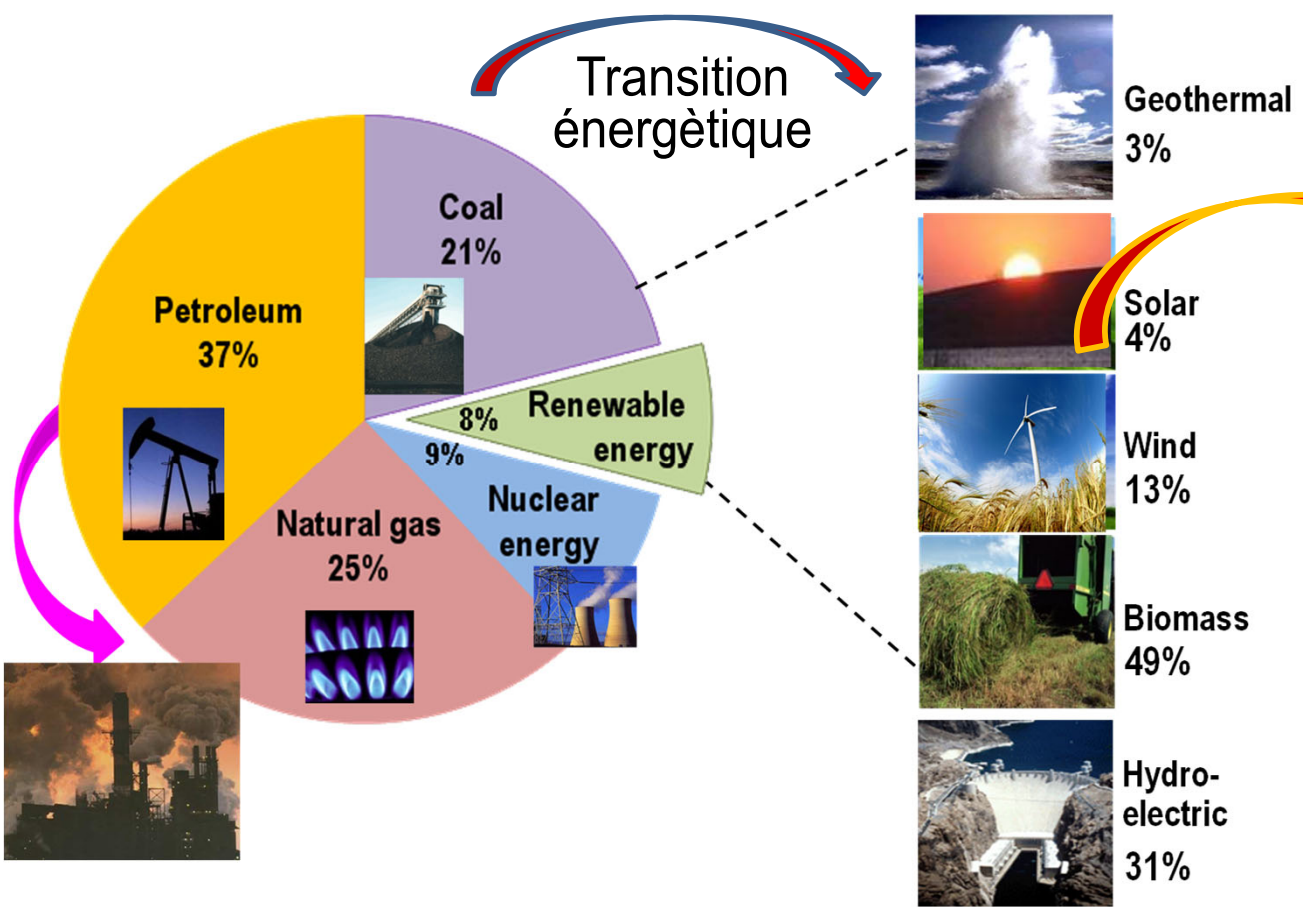 Transition
énergètique
Coal
21%
Petroleum
37%
Renewable
8%
energy
9%
Nuclear
energy
Natural gas
25%
Geothermal
3%
Solar
4%
Wind
13%
Biomass
49%
Hydro-
electric
31%